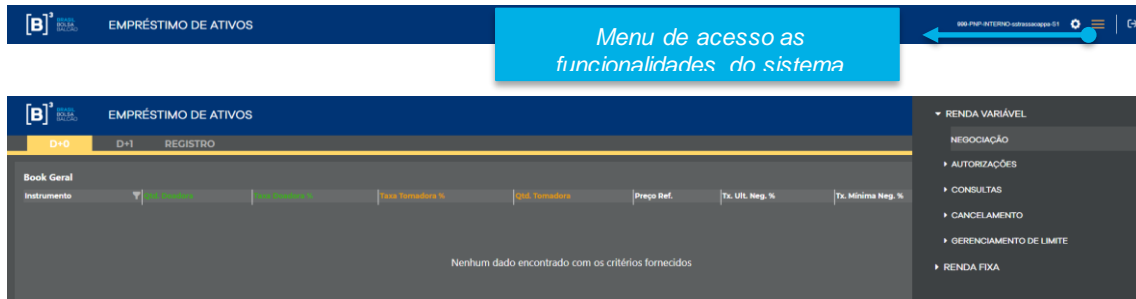 [B]³ BRASIL BOLSA BALCÃO
EMPRÉSTIMO DE ATIVOS
Menu de acesso as
funcionalidades do sistema
999-PNP-INTERNO-sstressanappa-S1
[B]³ BRASIL BOLSA BALCÃO
EMPRÉSTIMO DE ATIVOS
D+0 D+1 REGISTRO
Book Geral
Instrumento Qtd. Doadora Taxa Doadora % Taxa Tomadora % Qtd. Tomadora Preço Ref. Tx. Ult. Neg. % Tx. Mínima Neg. %
Nenhum dado encontrado com os critérios fornecidos
RENDA VARIÁVEL
NEGOCIAÇÃO
AUTORIZAÇÕES
CONSULTAS
CANCELAMENTO
GERENCIAMENTO DE LIMITE
RENDA FIXA